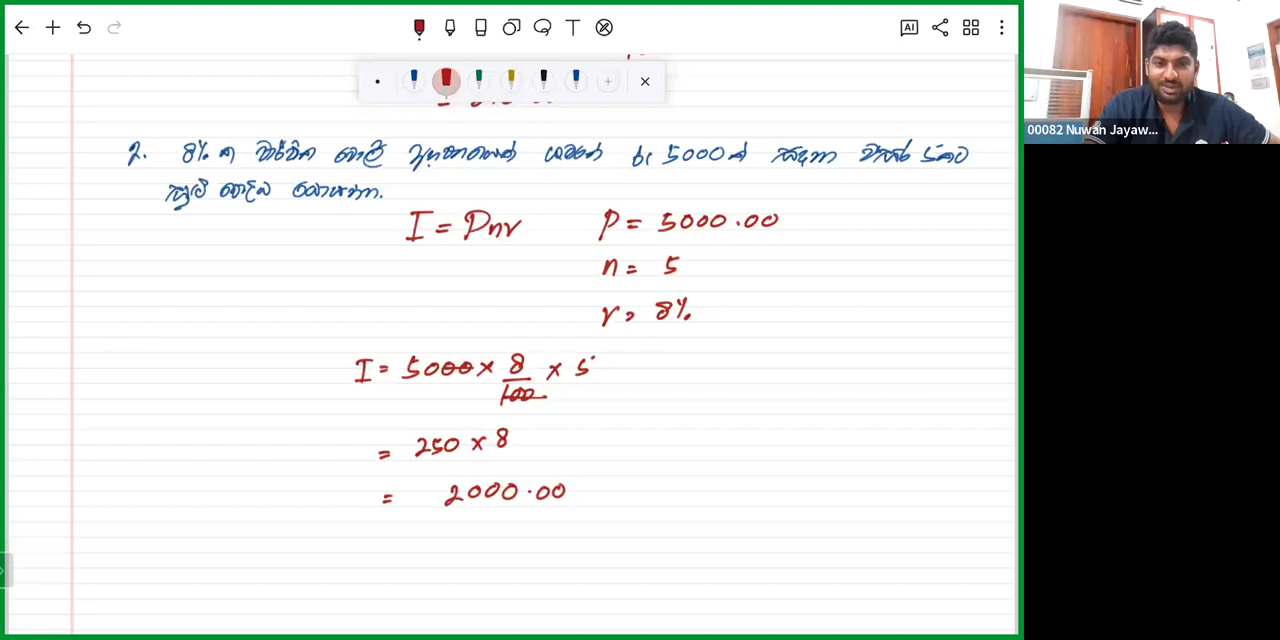 AI
00082 Nuwan Jayaw...
2. 8% ක වාර්ෂික පොලී අනුපාතයක් යටතේ රු 5000ක් සඳහා වසර 5කට
සුළු පොලිය සොයන්න.
I = Pnr P = 5000.00
n = 5
r = 8%
I = 5000 × 8/100 × 5
= 250 × 8
= 2000.00